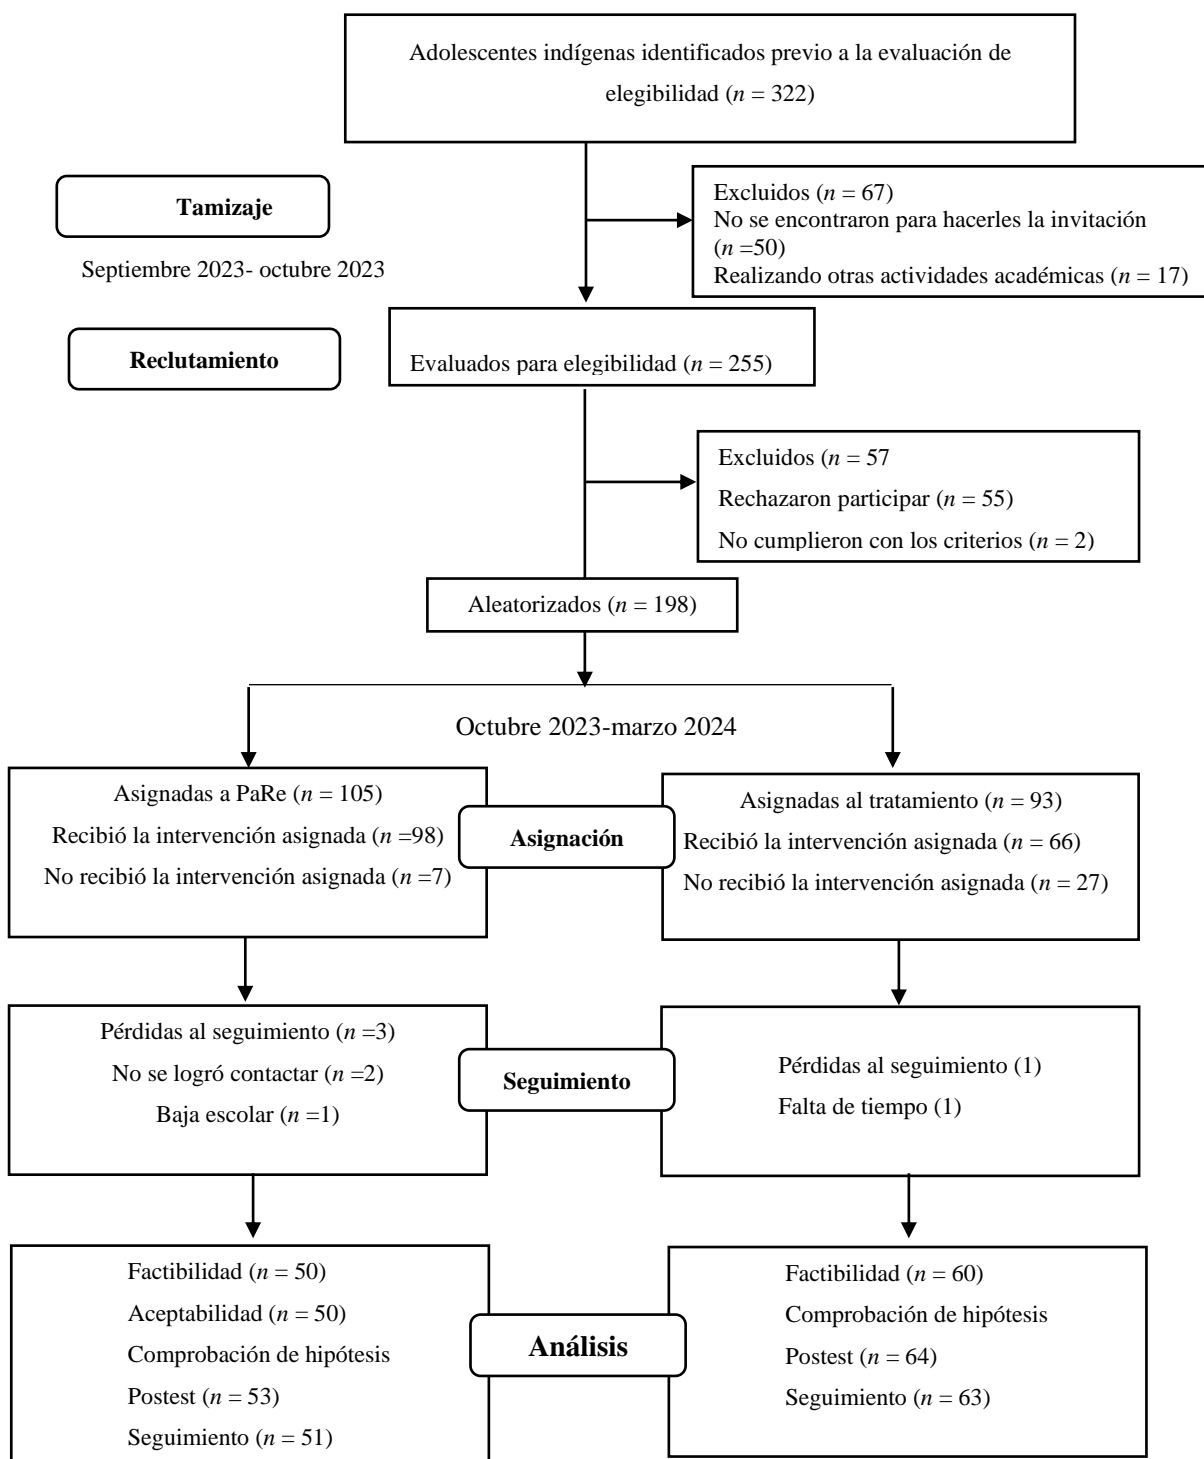 Adolescentes indígenas identificados previo a la evaluación de
elegibilidad (n = 322)
Excluidos (n = 67)
No se encontraron para hacerles la invitación
(n =50)
Realizando otras actividades académicas (n = 17)
Tamizaje
Septiembre 2023- octubre 2023
Reclutamiento
Evaluados para elegibilidad (n = 255)
Excluidos (n = 57
Rechazaron participar (n = 55)
No cumplieron con los criterios (n = 2)
Aleatorizados (n = 198)
Octubre 2023-marzo 2024
Asignadas a PaRe (n = 105)
Recibió la intervención asignada (n =98)
No recibió la intervención asignada (n =7)
Asignación
Asignadas al tratamiento (n = 93)
Recibió la intervención asignada (n = 66)
No recibió la intervención asignada (n = 27)
Pérdidas al seguimiento (n =3)
No se logró contactar (n =2)
Baja escolar (n =1)
Seguimiento
Pérdidas al seguimiento (1)
Falta de tiempo (1)
Factibilidad (n = 50)
Aceptabilidad (n = 50)
Comprobación de hipótesis
Postest (n = 53)
Seguimiento (n = 51)
Análisis
Factibilidad (n = 60)
Comprobación de hipótesis
Postest (n = 64)
Seguimiento (n = 63)